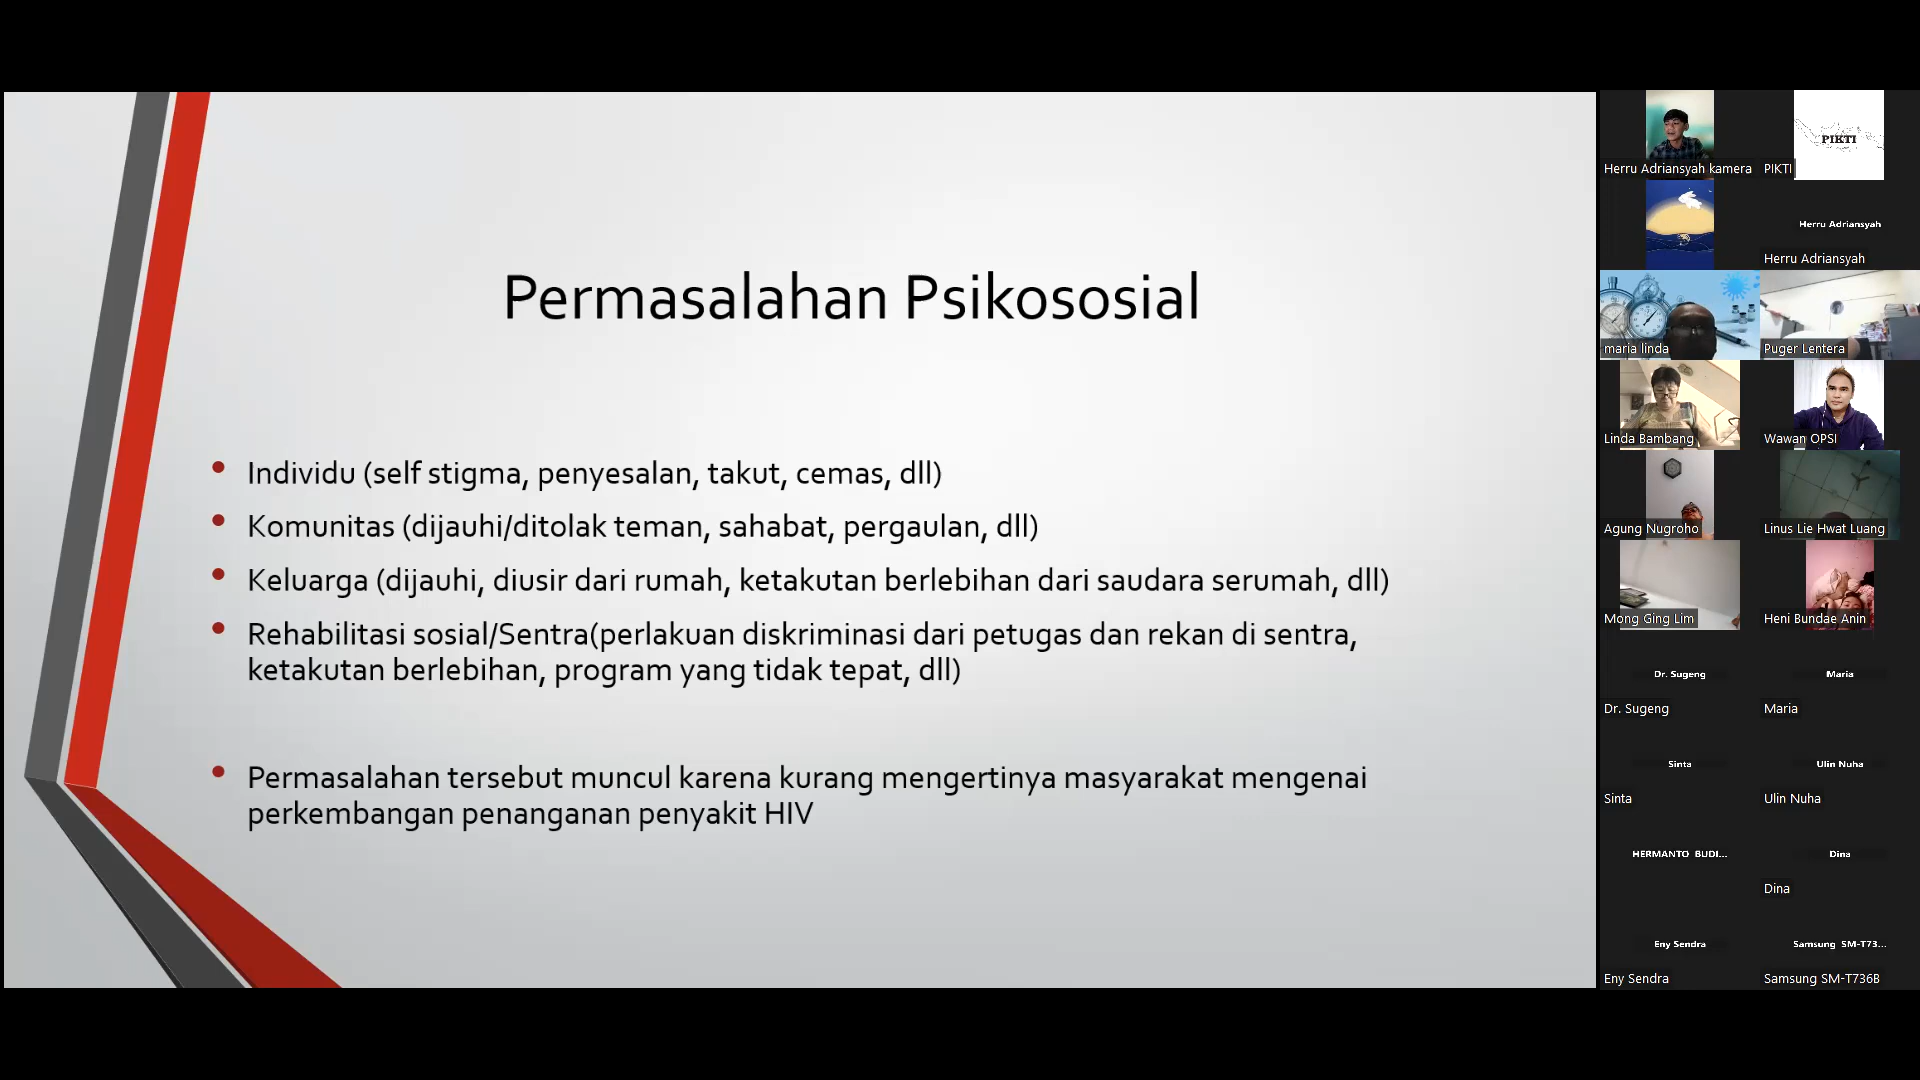 Permasalahan Psikososial
Individu (self stigma, penyesalan, takut, cemas, dll)
Komunitas (dijauhi/ditolak teman, sahabat, pergaulan, dll)
Keluarga (dijauhi, diusir dari rumah, ketakutan berlebihan dari saudara serumah, dll)
Rehabilitasi sosial/Sentra(perlakuan diskriminasi dari petugas dan rekan di sentra,
ketakutan berlebihan, program yang tidak tepat, dll)
Permasalahan tersebut muncul karena kurang mengertinya masyarakat mengenai
perkembangan penanganan penyakit HIV
Herru Adriansyah kamera
PIKTI
PIKTI
Herru Adriansyah
Herru Adriansyah
maria linda
Puger Lentera
Linda Bambang
Wawan OPSI
Agung Nugroho
Linus Lie Hwat Luang
Mong Ging Lim
Heni Bundae Anin
Dr. Sugeng
Dr. Sugeng
Maria
Maria
Sinta
Sinta
Ulin Nuha
Ulin Nuha
HERMANTO BUDI...
Dina
Dina
Eny Sendra
Eny Sendra
Samsung SM-T73...
Samsung SM-T736B